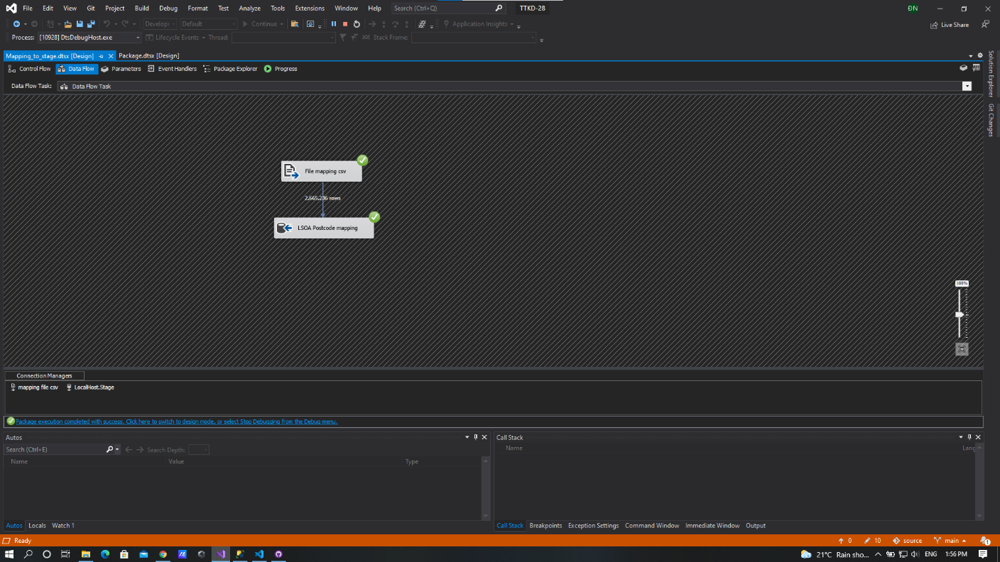 File Edit View Git Project Build Debug Format Test Analyze Tools Extensions Window Help Search (Ctrl+Q) TTKD-28 ĐN
Develop Default Continue Application Insights Live Share
Process: [10928] DtsDebugHost.exe Lifecycle Events Thread: Stack Frame:
Mapping_to_stage.dtsx [Design] Package.dtsx [Design]
Control Flow Data Flow Parameters Event Handlers Package Explorer Progress
Data Flow Task: Data Flow Task
Solution Explorer
Git Changes
File mapping csv
2,665,236 rows
LSOA Postcode mapping
100%
Connection Managers
mapping file csv LocalHost.Stage
Package execution completed with success. Click here to switch to design mode, or select Stop Debugging from the Debug menu.
Autos
Search (Ctrl+E) Search Depth:
Name Value Type
Autos Locals Watch 1
Call Stack
Name Lang
Call Stack Breakpoints Exception Settings Command Window Immediate Window Output
Ready 0 10 source main 1
21°C Rain sho... ENG 1:56 PM